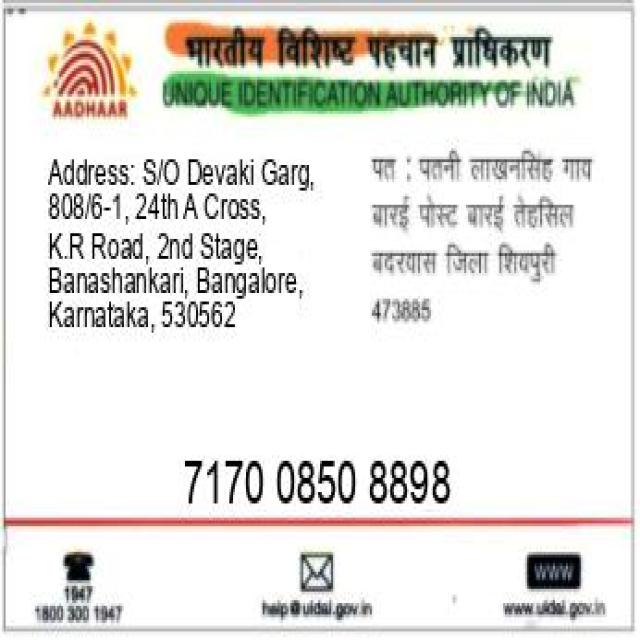 भारतीय विशिष्ट पहचान प्राधिकरण
AADHAAR
UNIQUE IDENTIFICATION AUTHORITY OF INDIA
Address: S/O Devaki Garg,
808/6-1, 24th A Cross,
K.R Road, 2nd Stage,
Banashankari, Bangalore,
Karnataka, 530562
पत : पतनी लाखनसिंह गाय
बारई पोस्ट बारई तेहसिल
बदरवास जिला शिवपुरी
473885
7170 0850 8898
1947
1800 300 1947
help@uidai.gov.in
WWW
www.uidai.gov.in